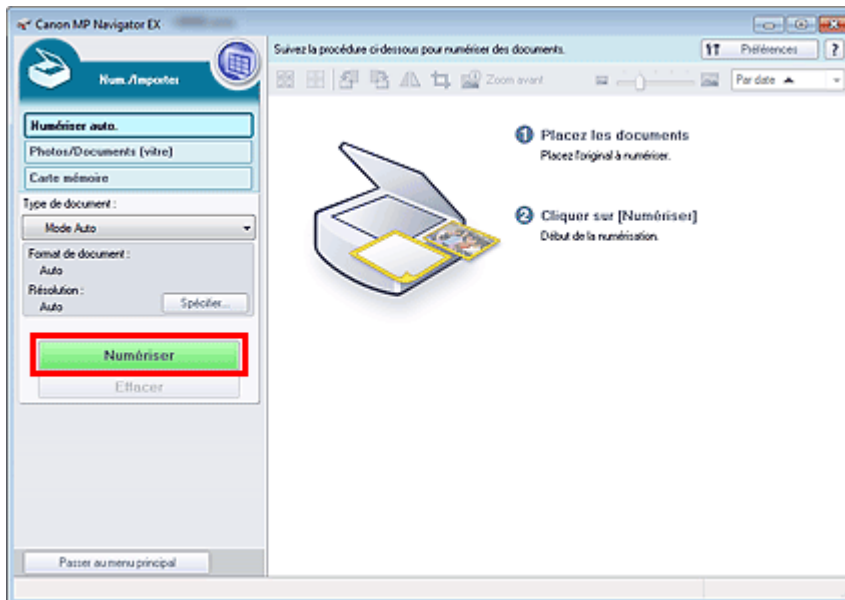 Canon MP Navigator EX
Num./Importer
Numériser auto.
Photos/Documents (vitre)
Carte mémoire
Type de document :
Mode Auto
Format de document :
Auto
Résolution :
Auto
Spécifier...
Numériser
Effacer
Passer au menu principal
Suivez la procédure ci-dessous pour numériser des documents.
Préférences
?
Zoom avant
Par date
1 Placez les documents
Placez l'original à numériser.
2 Cliquer sur [Numériser]
Début de la numérisation.